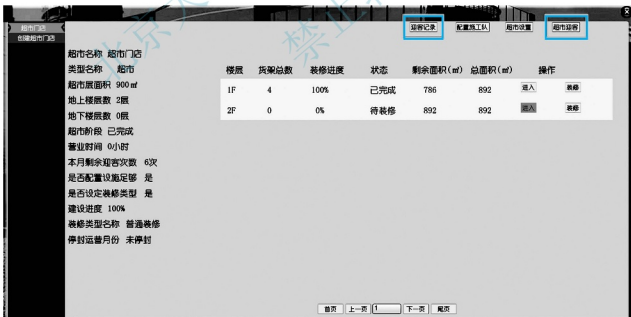 超市门店
创建超市门店
迎客记录 配置施工队 超市设置 超市迎客
超市名称 超市门店
类型名称 超市
超市层面积 900㎡
地上楼层数 2层
地下楼层数 0层
超市阶段 已完成
营业时间 0小时
本月剩余迎客次数 6次
是否配置设施足够 是
是否设定装修类型 是
建设进度 100%
装修类型名称 普通装修
停封运营月份 未停封
楼层 货架总数 装修进度 状态 剩余面积(㎡) 总面积(㎡) 操作
1F 4 100% 已完成 786 892 进入 装修
2F 0 0% 待装修 892 892 进入 装修
首页 上一页 1 下一页 尾页